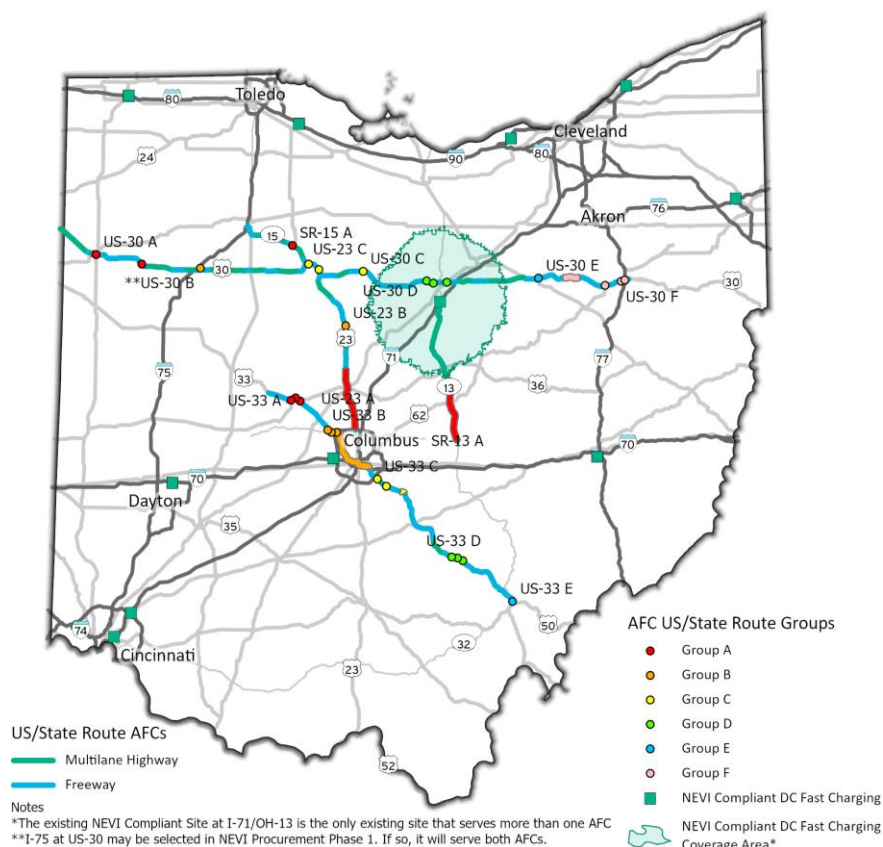 80
Toledo
Cleveland
24
90
80
Akron
76
15
SR-15 A
US-23 C
US-30 A
US-30 C
**US-30 B
30
US-30 E
US-30 D
US-30 F
30
US-23 B
23
71
75
77
33
36
13
US-33 A
US-23 A
62
US-33 B
Columbus
SR-13 A
70
US-33 C
70
Dayton
35
US-33 D
US-33 E
50
74
32
Cincinnati
23
52
AFC US/State Route Groups
Group A
Group B
Group C
Group D
Group E
Group F
NEVI Compliant DC Fast Charging
NEVI Compliant DC Fast Charging
Coverage Area*
US/State Route AFCs
Multilane Highway
Freeway
Notes
*The existing NEVI Compliant Site at I-71/OH-13 is the only existing site that serves more than one AFC
**I-75 at US-30 may be selected in NEVI Procurement Phase 1. If so, it will serve both AFCs.